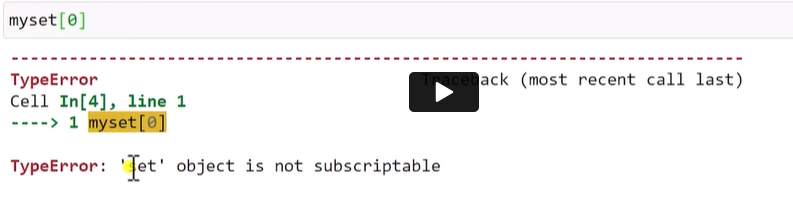 myset[0]
---------------------------------------------------------------------------
TypeError Traceback (most recent call last)
Cell In[4], line 1
----> 1 myset[0]
TypeError: 'set' object is not subscriptable